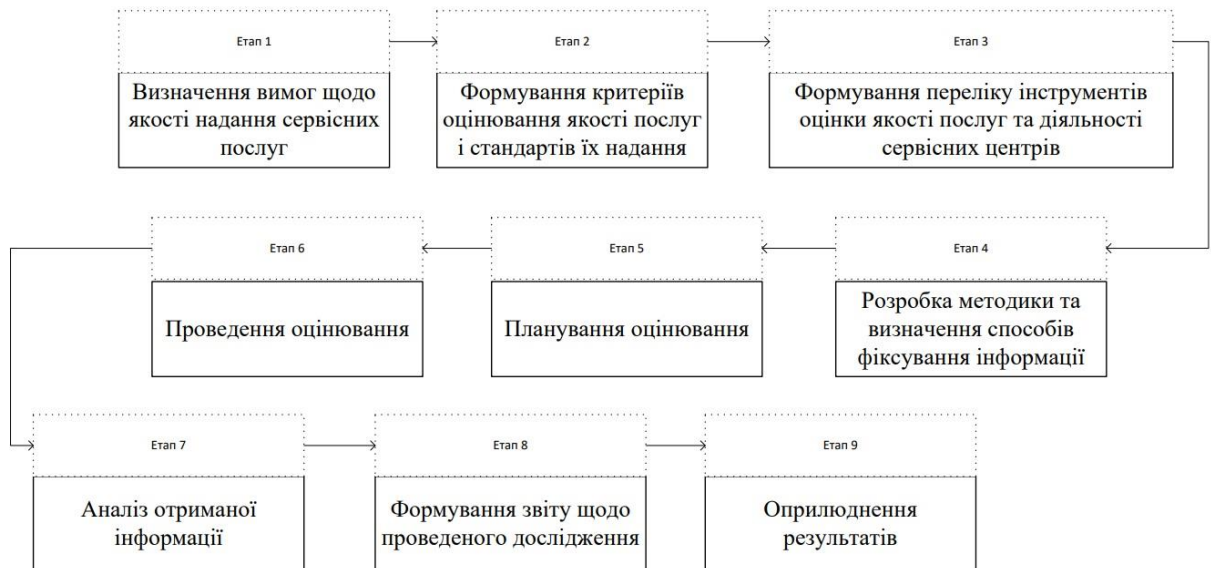 Етап 1
Визначення вимог щодо
якості надання сервісних
послуг
Етап 2
Формування критеріїв
оцінювання якості послуг
і стандартів їх надання
Етап 3
Формування переліку інструментів
оцінки якості послуг та діяльності
сервісних центрів
Етап 4
Розробка методики та
визначення способів
фіксування інформації
Етап 5
Планування оцінювання
Етап 6
Проведення оцінювання
Етап 7
Аналіз отриманої
інформації
Етап 8
Формування звіту щодо
проведеного дослідження
Етап 9
Оприлюднення
результатів